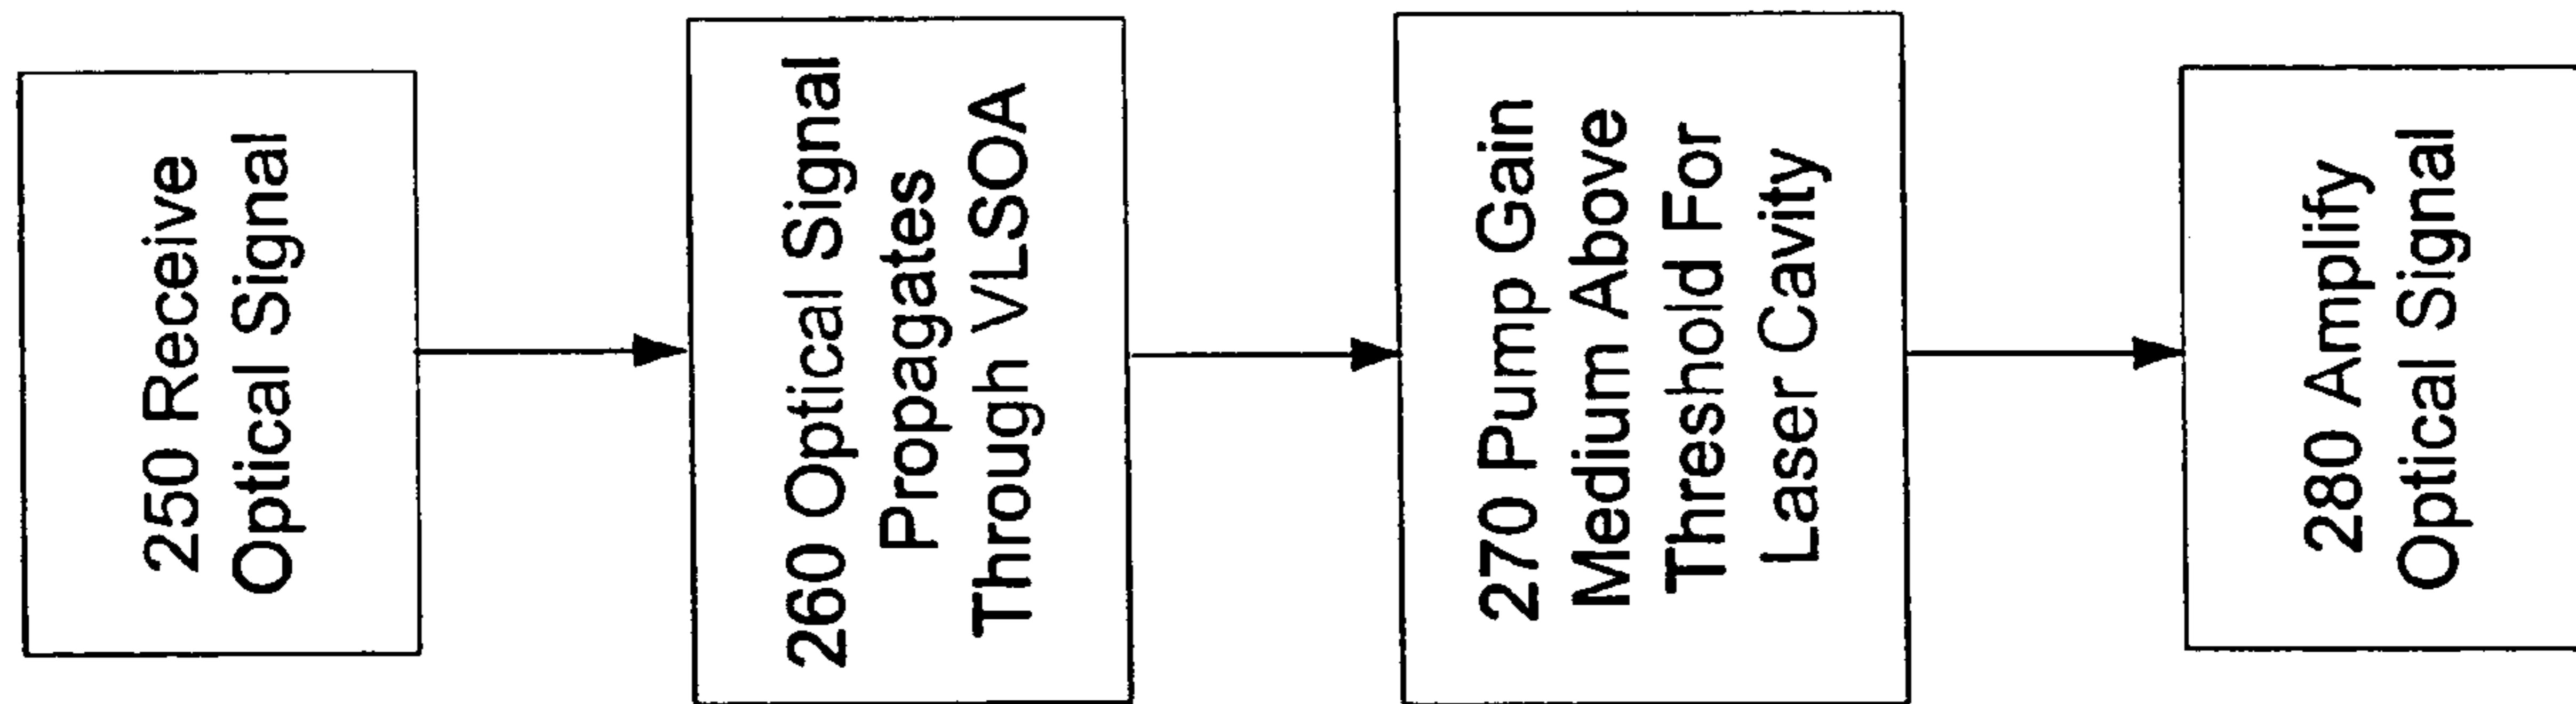 250 Receive
Optical Signal
260 Optical Signal
Propagates
Through VLSOA
270 Pump Gain
Medium Above
Threshold For
Laser Cavity
280 Amplify
Optical Signal